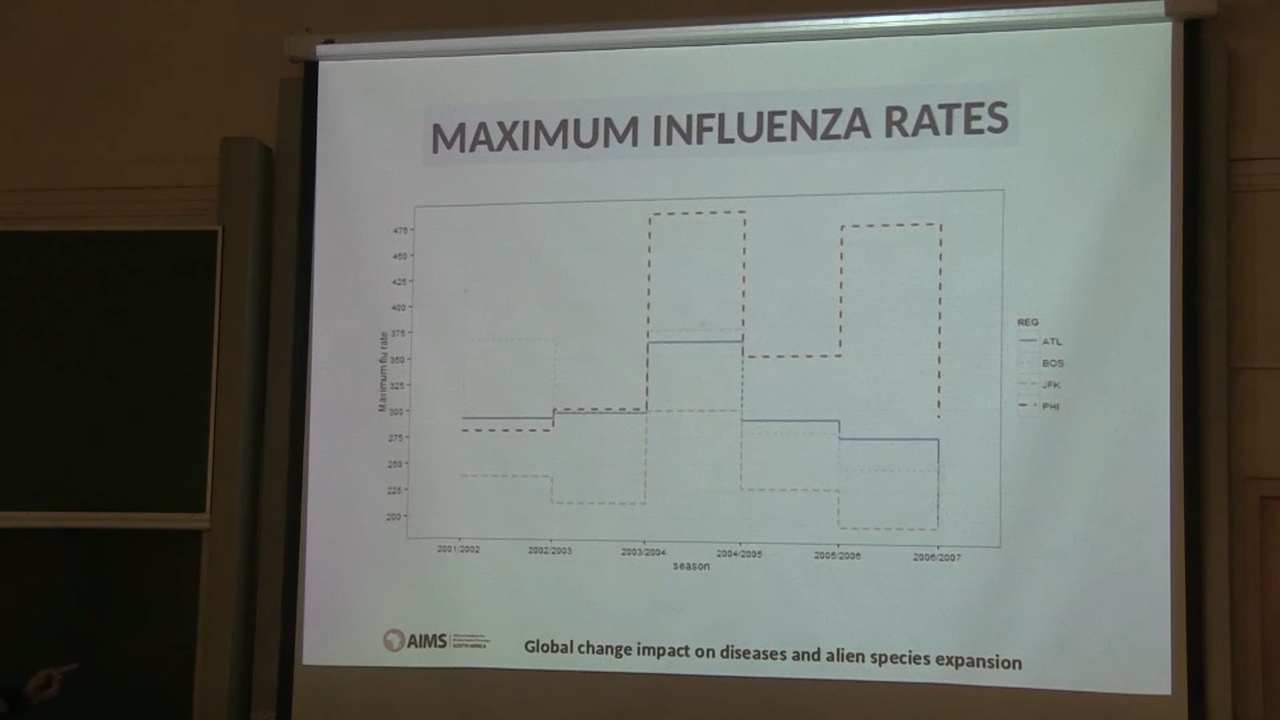 MAXIMUM INFLUENZA RATES
475
450
425
400
375
350
325
300
275
250
225
200
Maximum flu rate
2001/2002 2002/2003 2003/2004 2004/2005 2005/2006 2006/2007
season
REG
ATL
BOS
JFK
PHI
AIMS
SOUTH AFRICA
Global change impact on diseases and alien species expansion